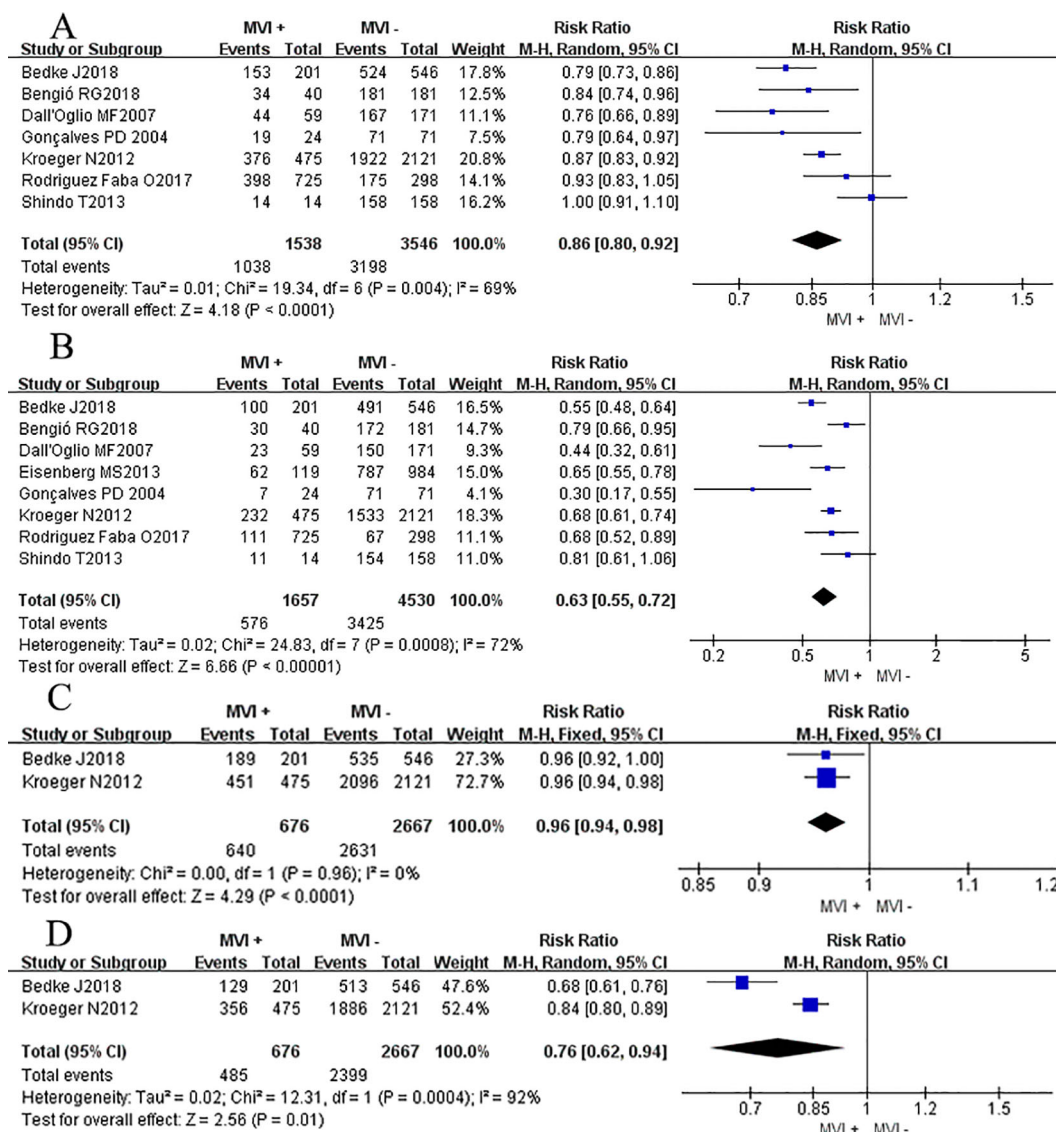 A
MVI + MVI - Risk Ratio Risk Ratio
Study or Subgroup Events Total Events Total Weight M-H, Random, 95% CI M-H, Random, 95% CI
Bedke J2018 153 201 524 546 17.8% 0.79 [0.73, 0.86]
Bengió RG2018 34 40 181 181 12.5% 0.84 [0.74, 0.96]
Dall'Oglio MF2007 44 59 167 171 11.1% 0.76 [0.66, 0.89]
Gonçalves PD 2004 19 24 71 71 7.5% 0.79 [0.64, 0.97]
Kroeger N2012 376 475 1922 2121 20.8% 0.87 [0.83, 0.92]
Rodriguez Faba O2017 398 725 175 298 14.1% 0.93 [0.83, 1.05]
Shindo T2013 14 14 158 158 16.2% 1.00 [0.91, 1.10]
Total (95% CI) 1538 3546 100.0% 0.86 [0.80, 0.92]
Total events 1038 3198
Heterogeneity: Tau² = 0.01; Chi² = 19.34, df = 6 (P = 0.004); I² = 69%
Test for overall effect: Z = 4.18 (P < 0.0001)
0.7 0.85 1 1.2 1.5
MVI + MVI -
B
MVI + MVI - Risk Ratio Risk Ratio
Study or Subgroup Events Total Events Total Weight M-H, Random, 95% CI M-H, Random, 95% CI
Bedke J2018 100 201 491 546 16.5% 0.55 [0.48, 0.64]
Bengió RG2018 30 40 172 181 14.7% 0.79 [0.66, 0.95]
Dall'Oglio MF2007 23 59 150 171 9.3% 0.44 [0.32, 0.61]
Eisenberg MS2013 62 119 787 984 15.0% 0.65 [0.55, 0.78]
Gonçalves PD 2004 7 24 71 71 4.1% 0.30 [0.17, 0.55]
Kroeger N2012 232 475 1533 2121 18.3% 0.68 [0.61, 0.74]
Rodriguez Faba O2017 111 725 67 298 11.1% 0.68 [0.52, 0.89]
Shindo T2013 11 14 154 158 11.0% 0.81 [0.61, 1.06]
Total (95% CI) 1657 4530 100.0% 0.63 [0.55, 0.72]
Total events 576 3425
Heterogeneity: Tau² = 0.02; Chi² = 24.83, df = 7 (P = 0.0008); I² = 72%
Test for overall effect: Z = 6.66 (P < 0.00001)
0.2 0.5 1 2 5
MVI + MVI -
C
MVI + MVI - Risk Ratio Risk Ratio
Study or Subgroup Events Total Events Total Weight M-H, Fixed, 95% CI M-H, Fixed, 95% CI
Bedke J2018 189 201 535 546 27.3% 0.96 [0.92, 1.00]
Kroeger N2012 451 475 2096 2121 72.7% 0.96 [0.94, 0.98]
Total (95% CI) 676 2667 100.0% 0.96 [0.94, 0.98]
Total events 640 2631
Heterogeneity: Chi² = 0.00, df = 1 (P = 0.96); I² = 0%
Test for overall effect: Z = 4.29 (P < 0.0001)
0.85 0.9 1 1.1 1.2
MVI + MVI -
D
MVI + MVI - Risk Ratio Risk Ratio
Study or Subgroup Events Total Events Total Weight M-H, Random, 95% CI M-H, Random, 95% CI
Bedke J2018 129 201 513 546 47.6% 0.68 [0.61, 0.76]
Kroeger N2012 356 475 1886 2121 52.4% 0.84 [0.80, 0.89]
Total (95% CI) 676 2667 100.0% 0.76 [0.62, 0.94]
Total events 485 2399
Heterogeneity: Tau² = 0.02; Chi² = 12.31, df = 1 (P = 0.0004); I² = 92%
Test for overall effect: Z = 2.56 (P = 0.01)
0.7 0.85 1 1.2 1.5
MVI + MVI -